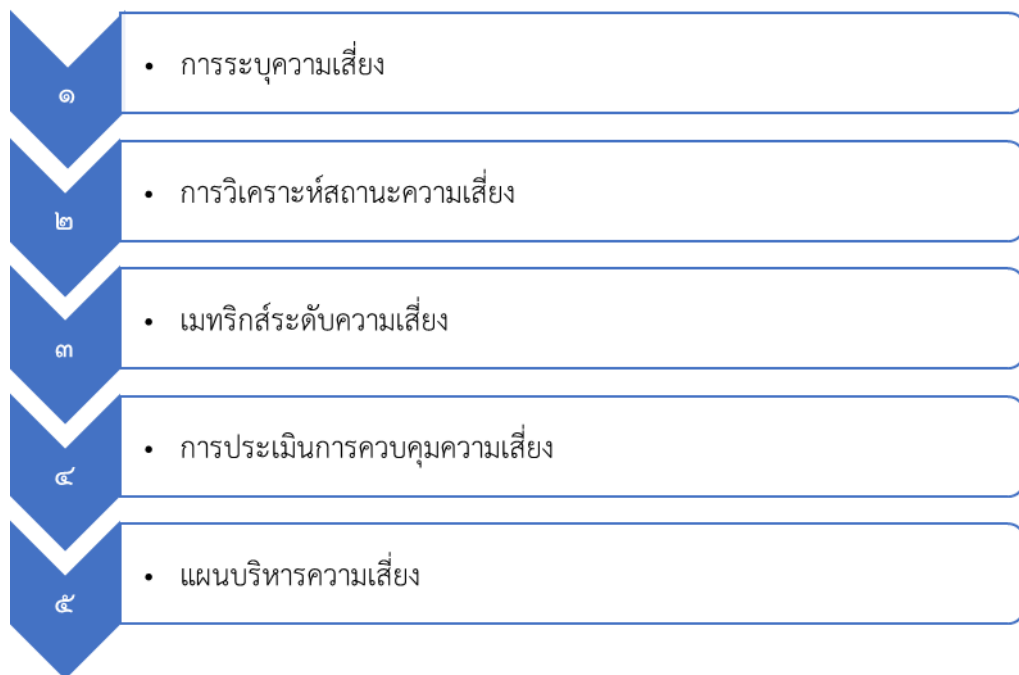 ๑
• การระบุความเสี่ยง
๒
• การวิเคราะห์สถานะความเสี่ยง
๓
• เมทริกส์ระดับความเสี่ยง
๔
• การประเมินการควบคุมความเสี่ยง
๕
• แผนบริหารความเสี่ยง